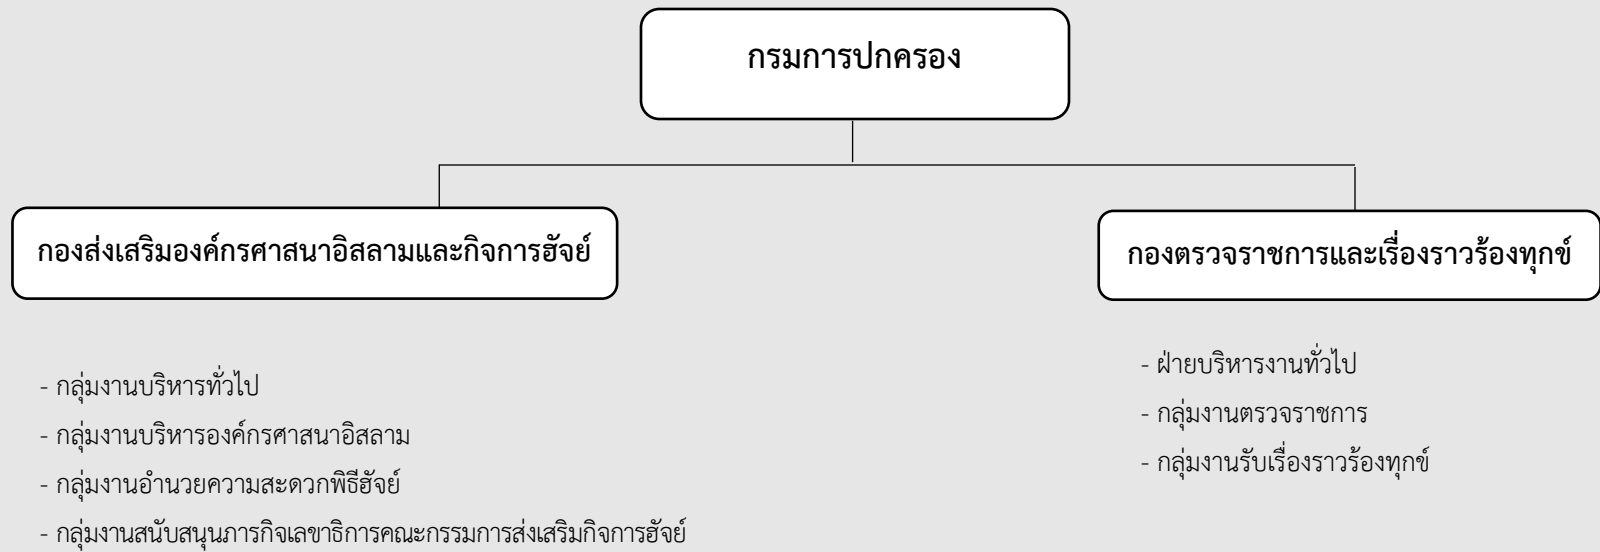 กรมการปกครอง
กองส่งเสริมองค์กรศาสนาอิสลามและกิจการฮัจย์
- กลุ่มงานบริหารทั่วไป
- กลุ่มงานบริหารองค์กรศาสนาอิสลาม
- กลุ่มงานอำนวยความสะดวกพิธีฮัจย์
- กลุ่มงานสนับสนุนภารกิจเลขาธิการคณะกรรมการส่งเสริมกิจการฮัจย์
กองตรวจราชการและเรื่องราวร้องทุกข์
- ฝ่ายบริหารงานทั่วไป
- กลุ่มงานตรวจราชการ
- กลุ่มงานรับเรื่องราวร้องทุกข์